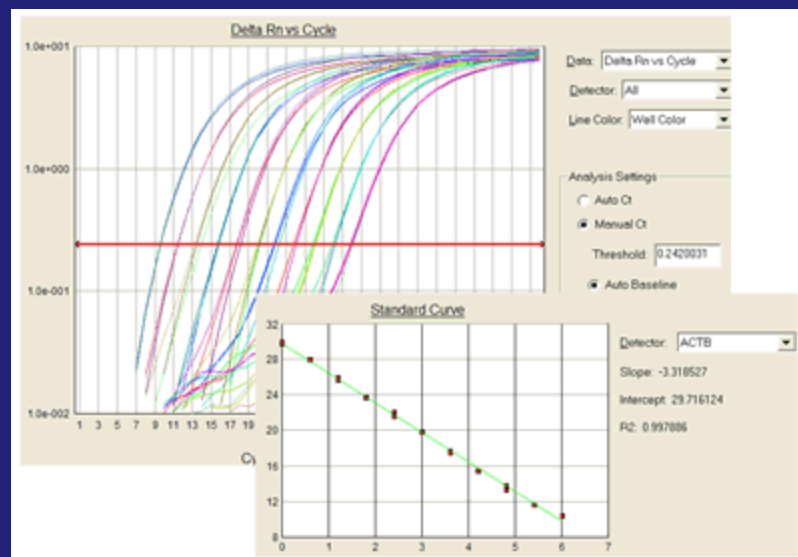 Delta Rn vs Cycle
1.0e+001
1.0e+000
1.0e-001
1.0e-002
1 3 5 7 9 11 13 15 17 19
Cy
Data: Delta Rn vs Cycle
Detector: All
Line Color: Well Color
Analysis Settings
Auto Ct
Manual Ct
Threshold: 0.2420031
Auto Baseline
Standard Curve
32
28
24
20
16
12
8
0 1 2 3 4 5 6 7
Detector: ACTB
Slope: -3.318527
Intercept: 29.716124
R2: 0.997886